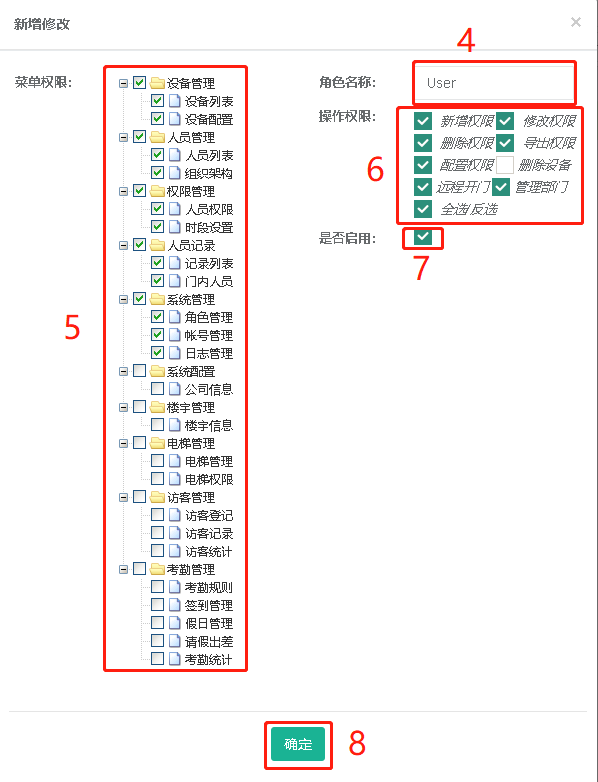 新增修改
×
4
菜单权限:
设备管理
设备列表
设备配置
人员管理
人员列表
组织架构
权限管理
人员权限
时段设置
人员记录
记录列表
门内人员
系统管理
角色管理
帐号管理
日志管理
系统配置
公司信息
楼宇管理
楼宇信息
电梯管理
电梯管理
电梯权限
访客管理
访客登记
访客记录
访客统计
考勤管理
考勤规则
签到管理
假日管理
请假出差
考勤统计
5
角色名称:
User
操作权限:
新增权限 修改权限
删除权限 导出权限
配置权限 删除设备
远程开门 管理部门
全选/反选
6
是否启用:
7
确定
8